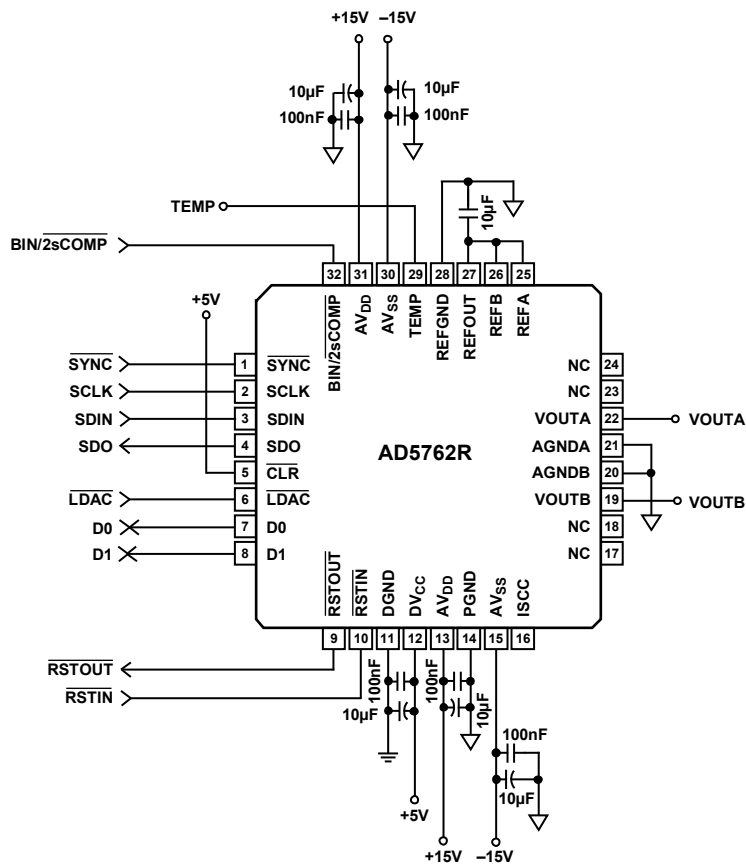 +15V –15V
10µF
100nF
10µF
100nF
TEMP
10µF
BIN/2sCOMP
32 31 30 29 28 27 26 25
BIN/2sCOMP
AVDD
AVSS
TEMP
REFGND
REFOUT
REFB
REFA
+5V
SYNC 1 SYNC
SCLK 2 SCLK
SDIN 3 SDIN
SDO 4 SDO
5 CLR
LDAC 6 LDAC
D0 7 D0
D1 8 D1
AD5762R
NC 24
NC 23
VOUTA 22 VOUTA
AGNDA 21
AGNDB 20
VOUTB 19 VOUTB
NC 18
NC 17
RSTOUT
RSTIN
DGND
DVCC
AVDD
PGND
AVSS
ISCC
9 10 11 12 13 14 15 16
RSTOUT
RSTIN
100nF
10µF
100nF
10µF
100nF
10µF
+5V
+15V –15V